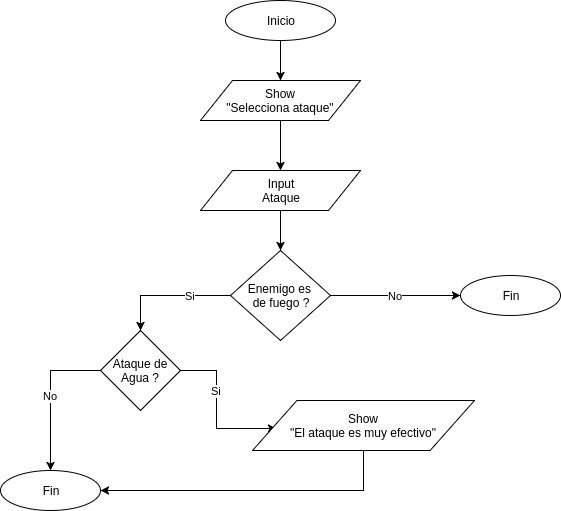 Inicio
Show
"Selecciona ataque"
Input
Ataque
Enemigo es
de fuego ?
Si
No
Fin
Ataque de
Agua ?
No
Si
Show
"El ataque es muy efectivo"
Fin